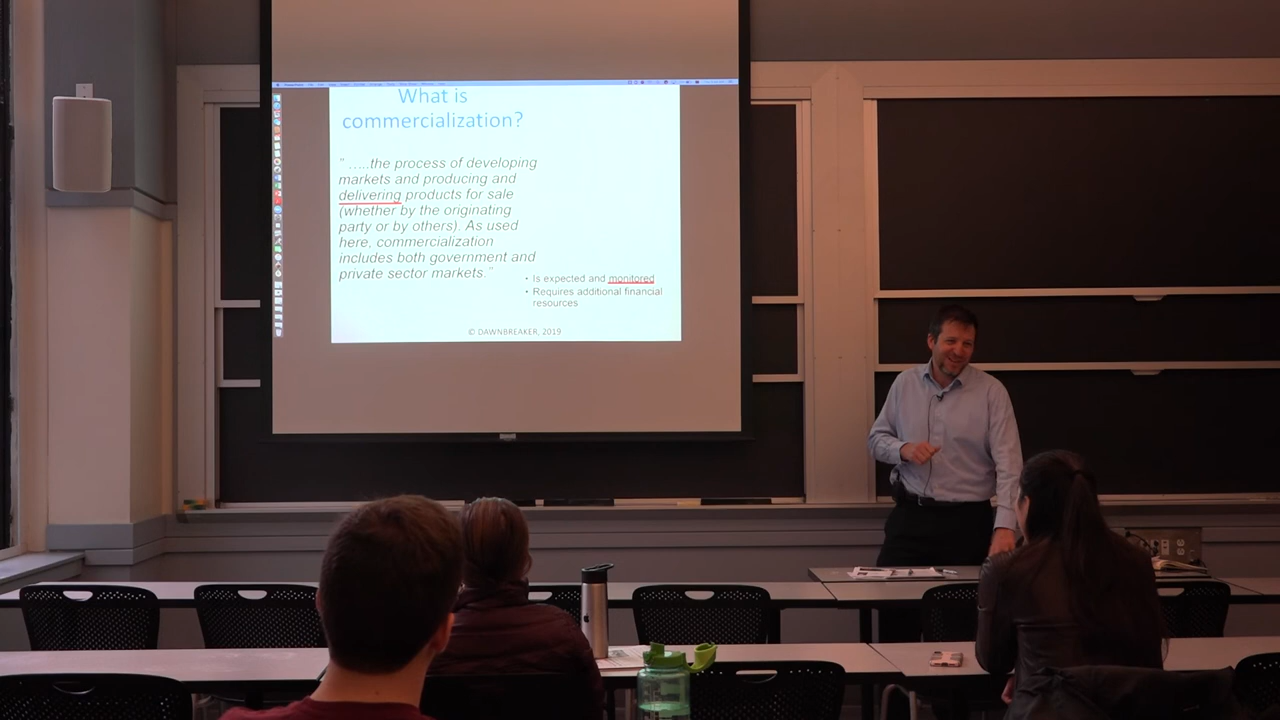 What is
commercialization?
" .....the process of developing
markets and producing and
delivering products for sale
(whether by the originating
party or by others). As used
here, commercialization
includes both government and
private sector markets."
• Is expected and monitored
• Requires additional financial
resources
© DAWNBREAKER, 2019